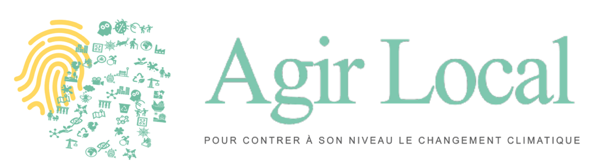 Agir Local
POUR CONTRER À SON NIVEAU LE CHANGEMENT CLIMATIQUE